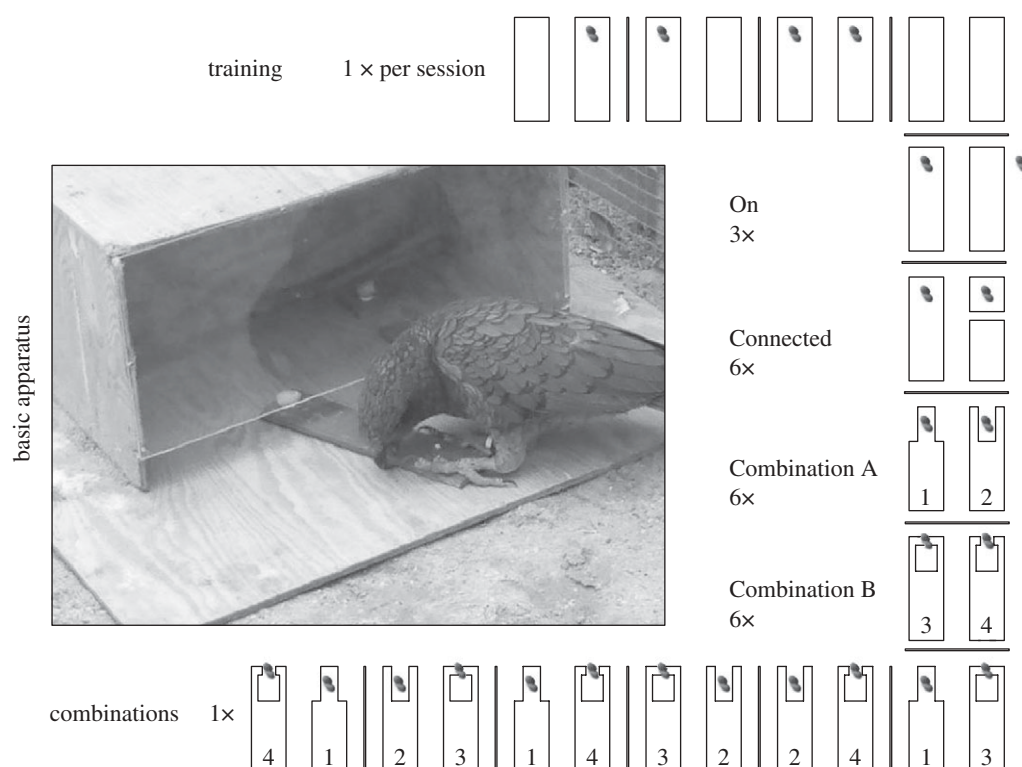 training 1 × per session
basic apparatus
On
3×
Connected
6×
Combination A
6×
1 2
Combination B
6×
3 4
combinations 1×
4 1 2 3 1 4 3 2 2 4 1 3